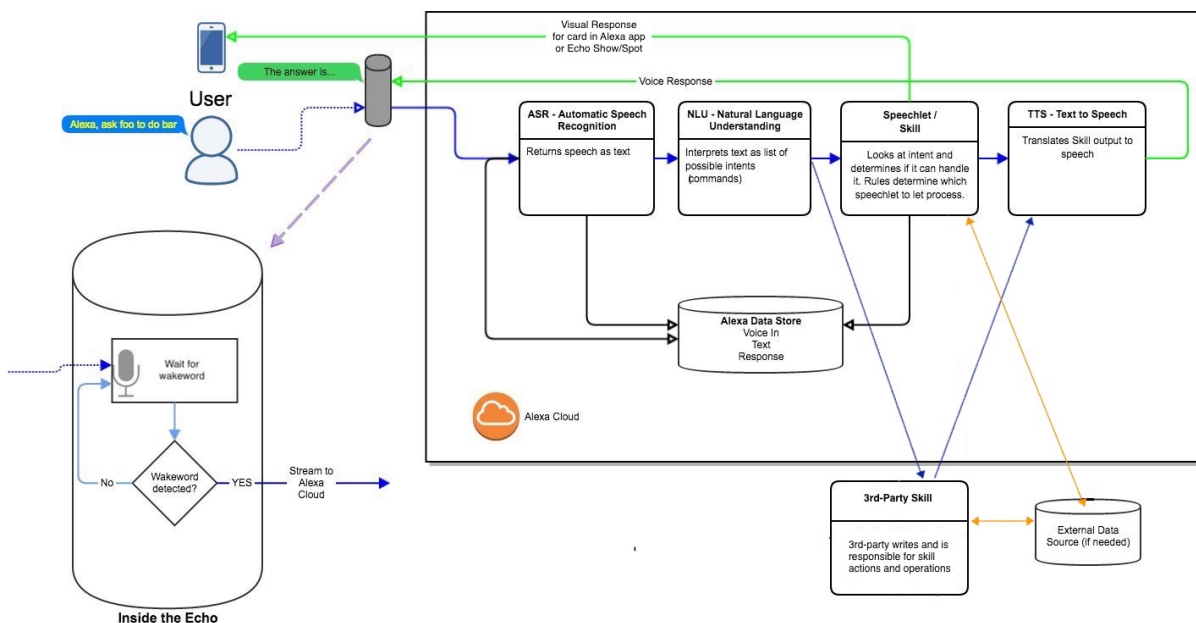 Visual Response
for card in Alexa app
or Echo Show/Spot
The answer is...
Voice Response
User
Alexa, ask foo to do bar
ASR - Automatic Speech
Recognition
Returns speech as text
NLU - Natural Language
Understanding
Interprets text as list of
possible intents
(commands)
Speechlet /
Skill
Looks at intent and
determines if it can handle
it. Rules determine which
speechlet to let process.
TTS - Text to Speech
Translates Skill output to
speech
Alexa Data Store
Voice In
Text
Response
Alexa Cloud
Wait for
wakeword
Wakeword
detected?
No
YES
Stream to
Alexa
Cloud
Inside the Echo
3rd-Party Skill
3rd-party writes and is
responsible for skill
actions and operations
External Data
Source (if needed)